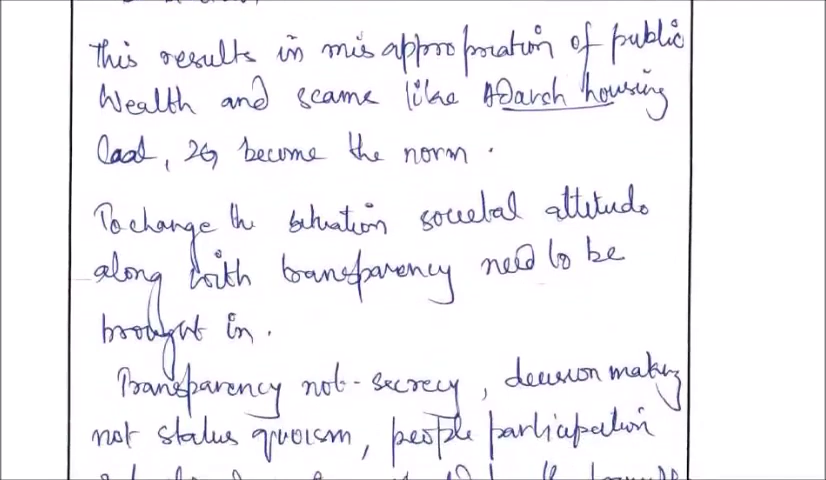 This results in mis appropriation of public
Wealth and scams like Adarsh housing
Coal, 2G become the norm.
To change the situation societal attitude
along with transparency need to be
brought in.
Transparency not-secrecy, decision making
not status quoism, people participation